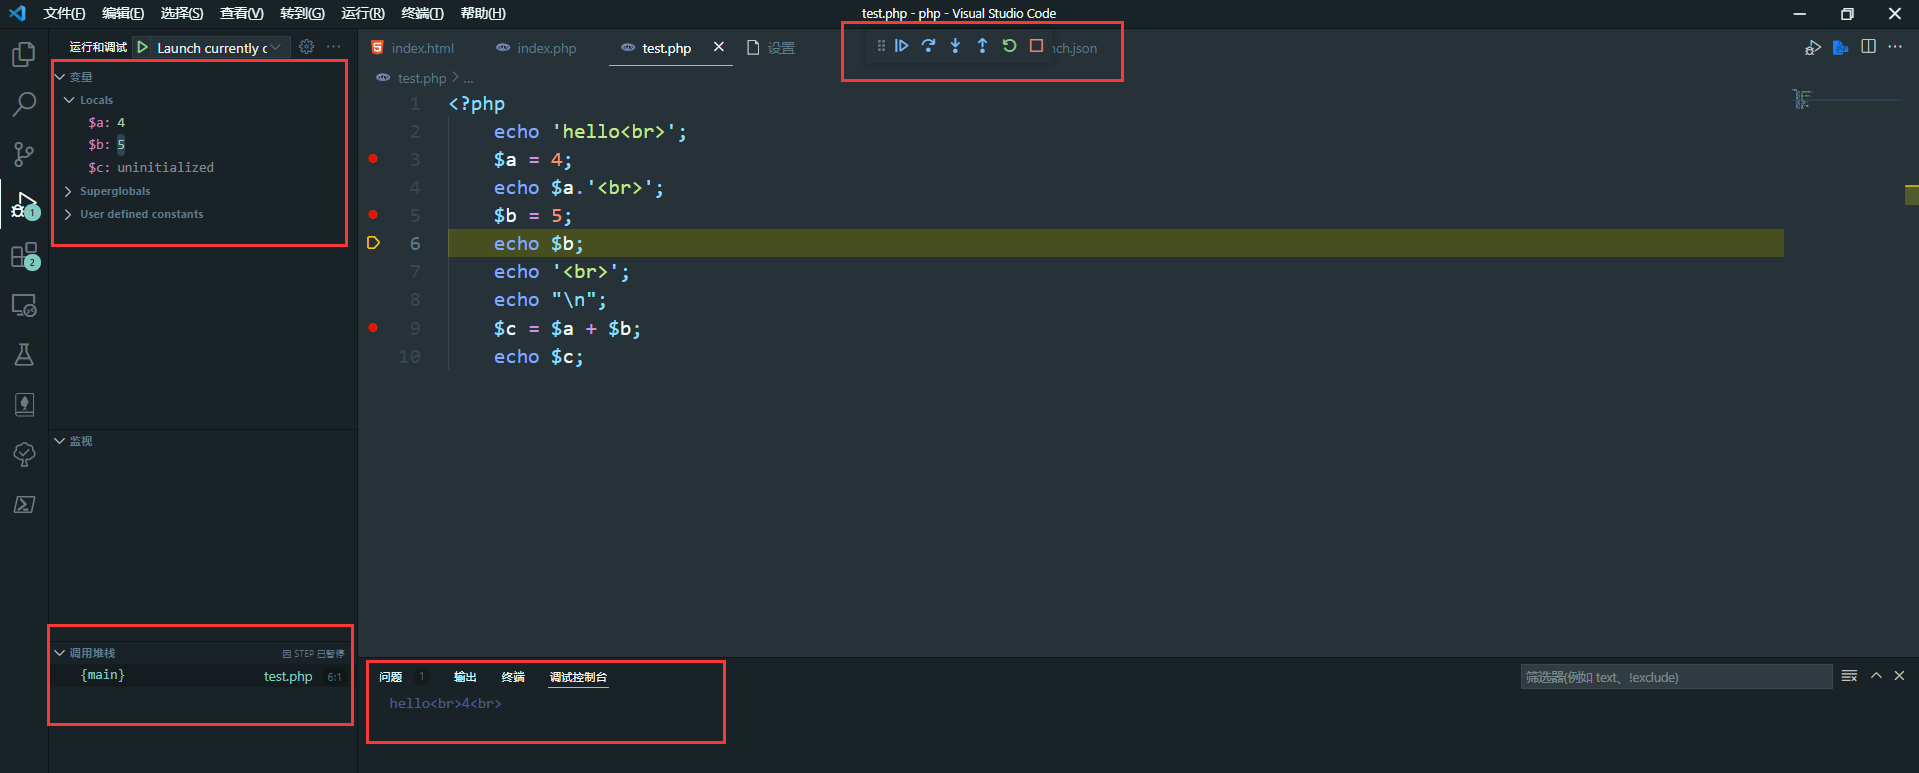 文件(F) 编辑(E) 选择(S) 查看(V) 转到(G) 运行(R) 终端(T) 帮助(H) test.php - php - Visual Studio Code
运行和调试 Launch currently c
变量
Locals
$a: 4
$b: 5
$c: uninitialized
Superglobals
User defined constants
1
2
监视
调用堆栈 因 STEP 已暂停
{main} test.php 6:1
index.html index.php test.php 设置 nch.json
test.php > ...
1 <?php
2 echo 'hello<br>';
3 $a = 4;
4 echo $a.'<br>';
5 $b = 5;
6 echo $b;
7 echo '<br>';
8 echo "\n";
9 $c = $a + $b;
10 echo $c;
问题 1 输出 终端 调试控制台 筛选器(例如 text、!exclude)
hello<br>4<br>